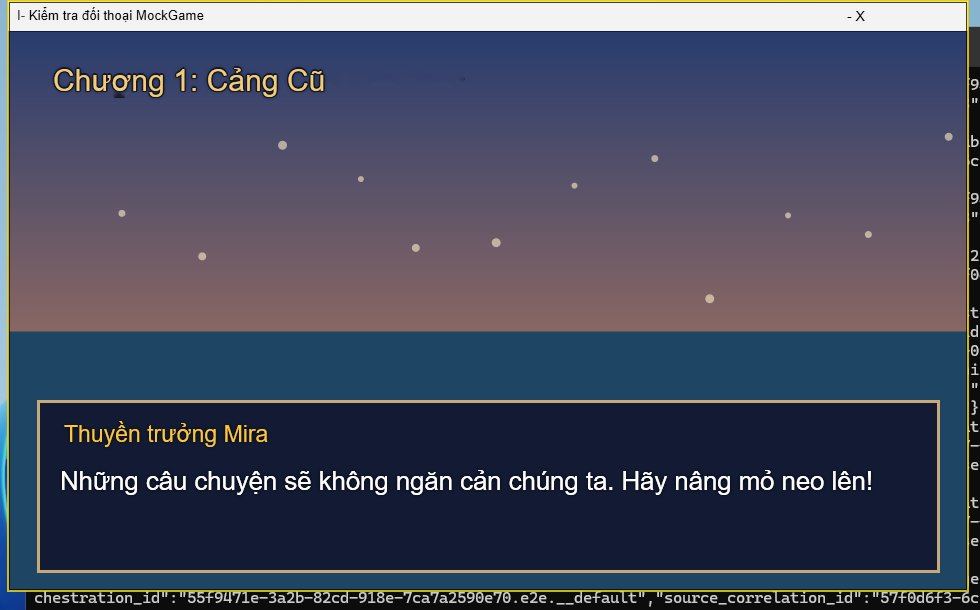 I- Kiểm tra đối thoại MockGame
- X
Chương 1: Cảng Cũ
Thuyền trưởng Mira
Những câu chuyện sẽ không ngăn cản chúng ta. Hãy nâng mỏ neo lên!
chestration_id":"55f9471e-3a2b-82cd-918e-7ca7a2590e70.e2e.__default","source_correlation_id":"57f0d6f3-6